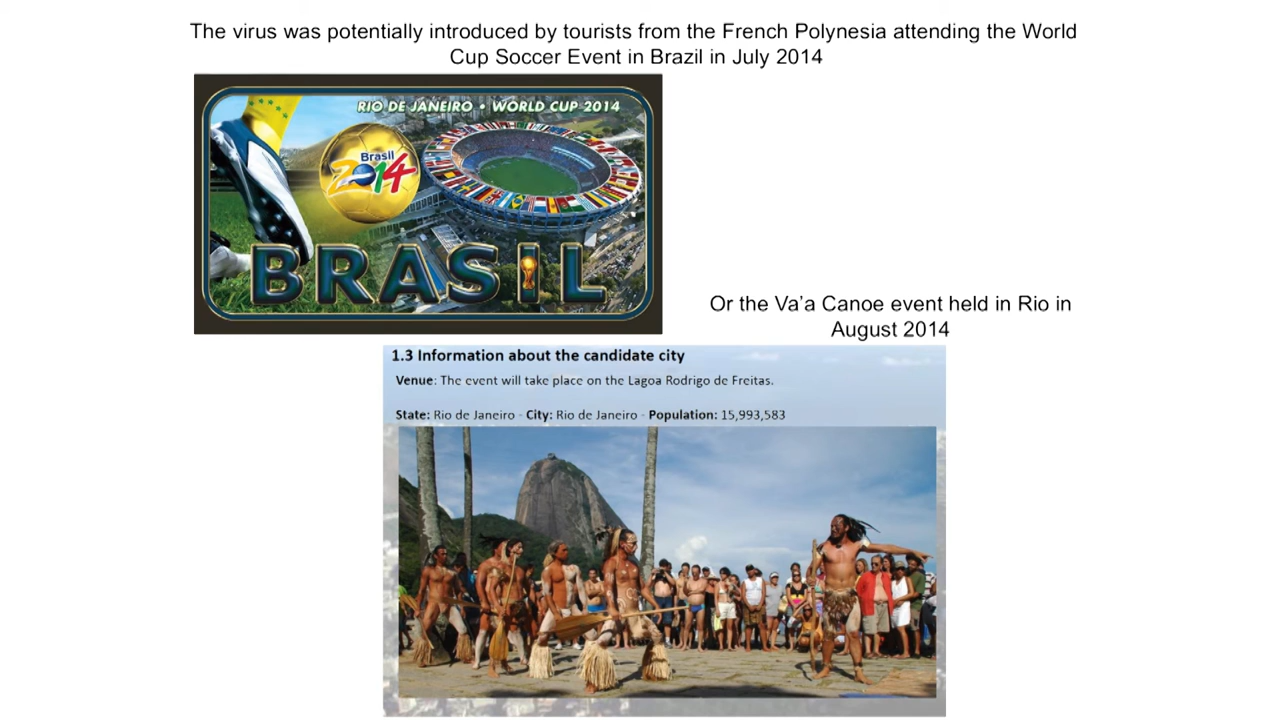 The virus was potentially introduced by tourists from the French Polynesia attending the World
Cup Soccer Event in Brazil in July 2014
RIO DE JANEIRO • WORLD CUP 2014
Brasil
2014
BRASIL
Or the Va’a Canoe event held in Rio in
August 2014
1.3 Information about the candidate city
Venue: The event will take place on the Lagoa Rodrigo de Freitas.
State: Rio de Janeiro - City: Rio de Janeiro - Population: 15,993,583